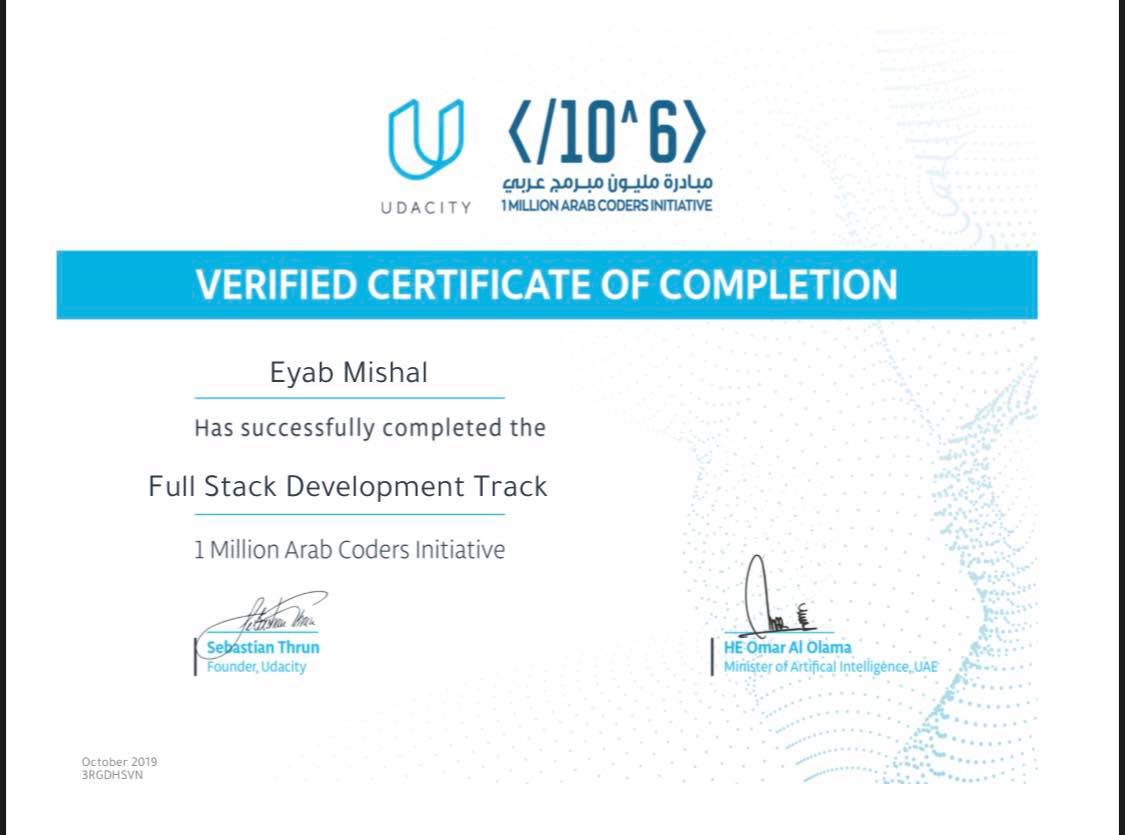 </10^6>
مبادرة مليون مبرمج عربي
UDACITY
1 MILLION ARAB CODERS INITIATIVE
VERIFIED CERTIFICATE OF COMPLETION
Eyab Mishal
Has successfully completed the
Full Stack Development Track
1 Million Arab Coders Initiative
Sebastian Thrun
Founder, Udacity
HE Omar Al Olama
Minister of Artifical Intelligence, UAE
October 2019
3RGDHSVN